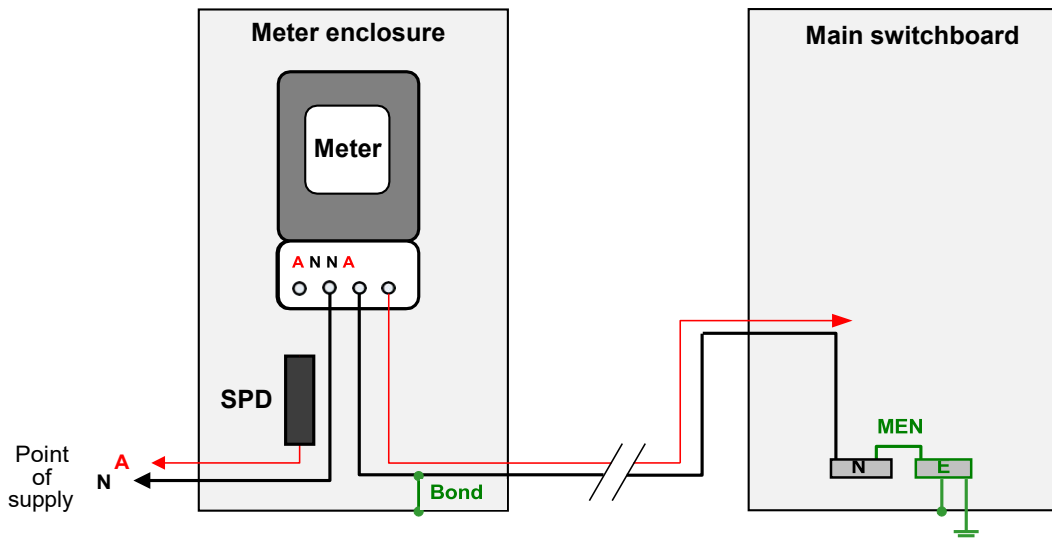 Meter enclosure
Main switchboard
Meter
A N N A
SPD
MEN
Point
of
supply
A
N
Bond
N
E